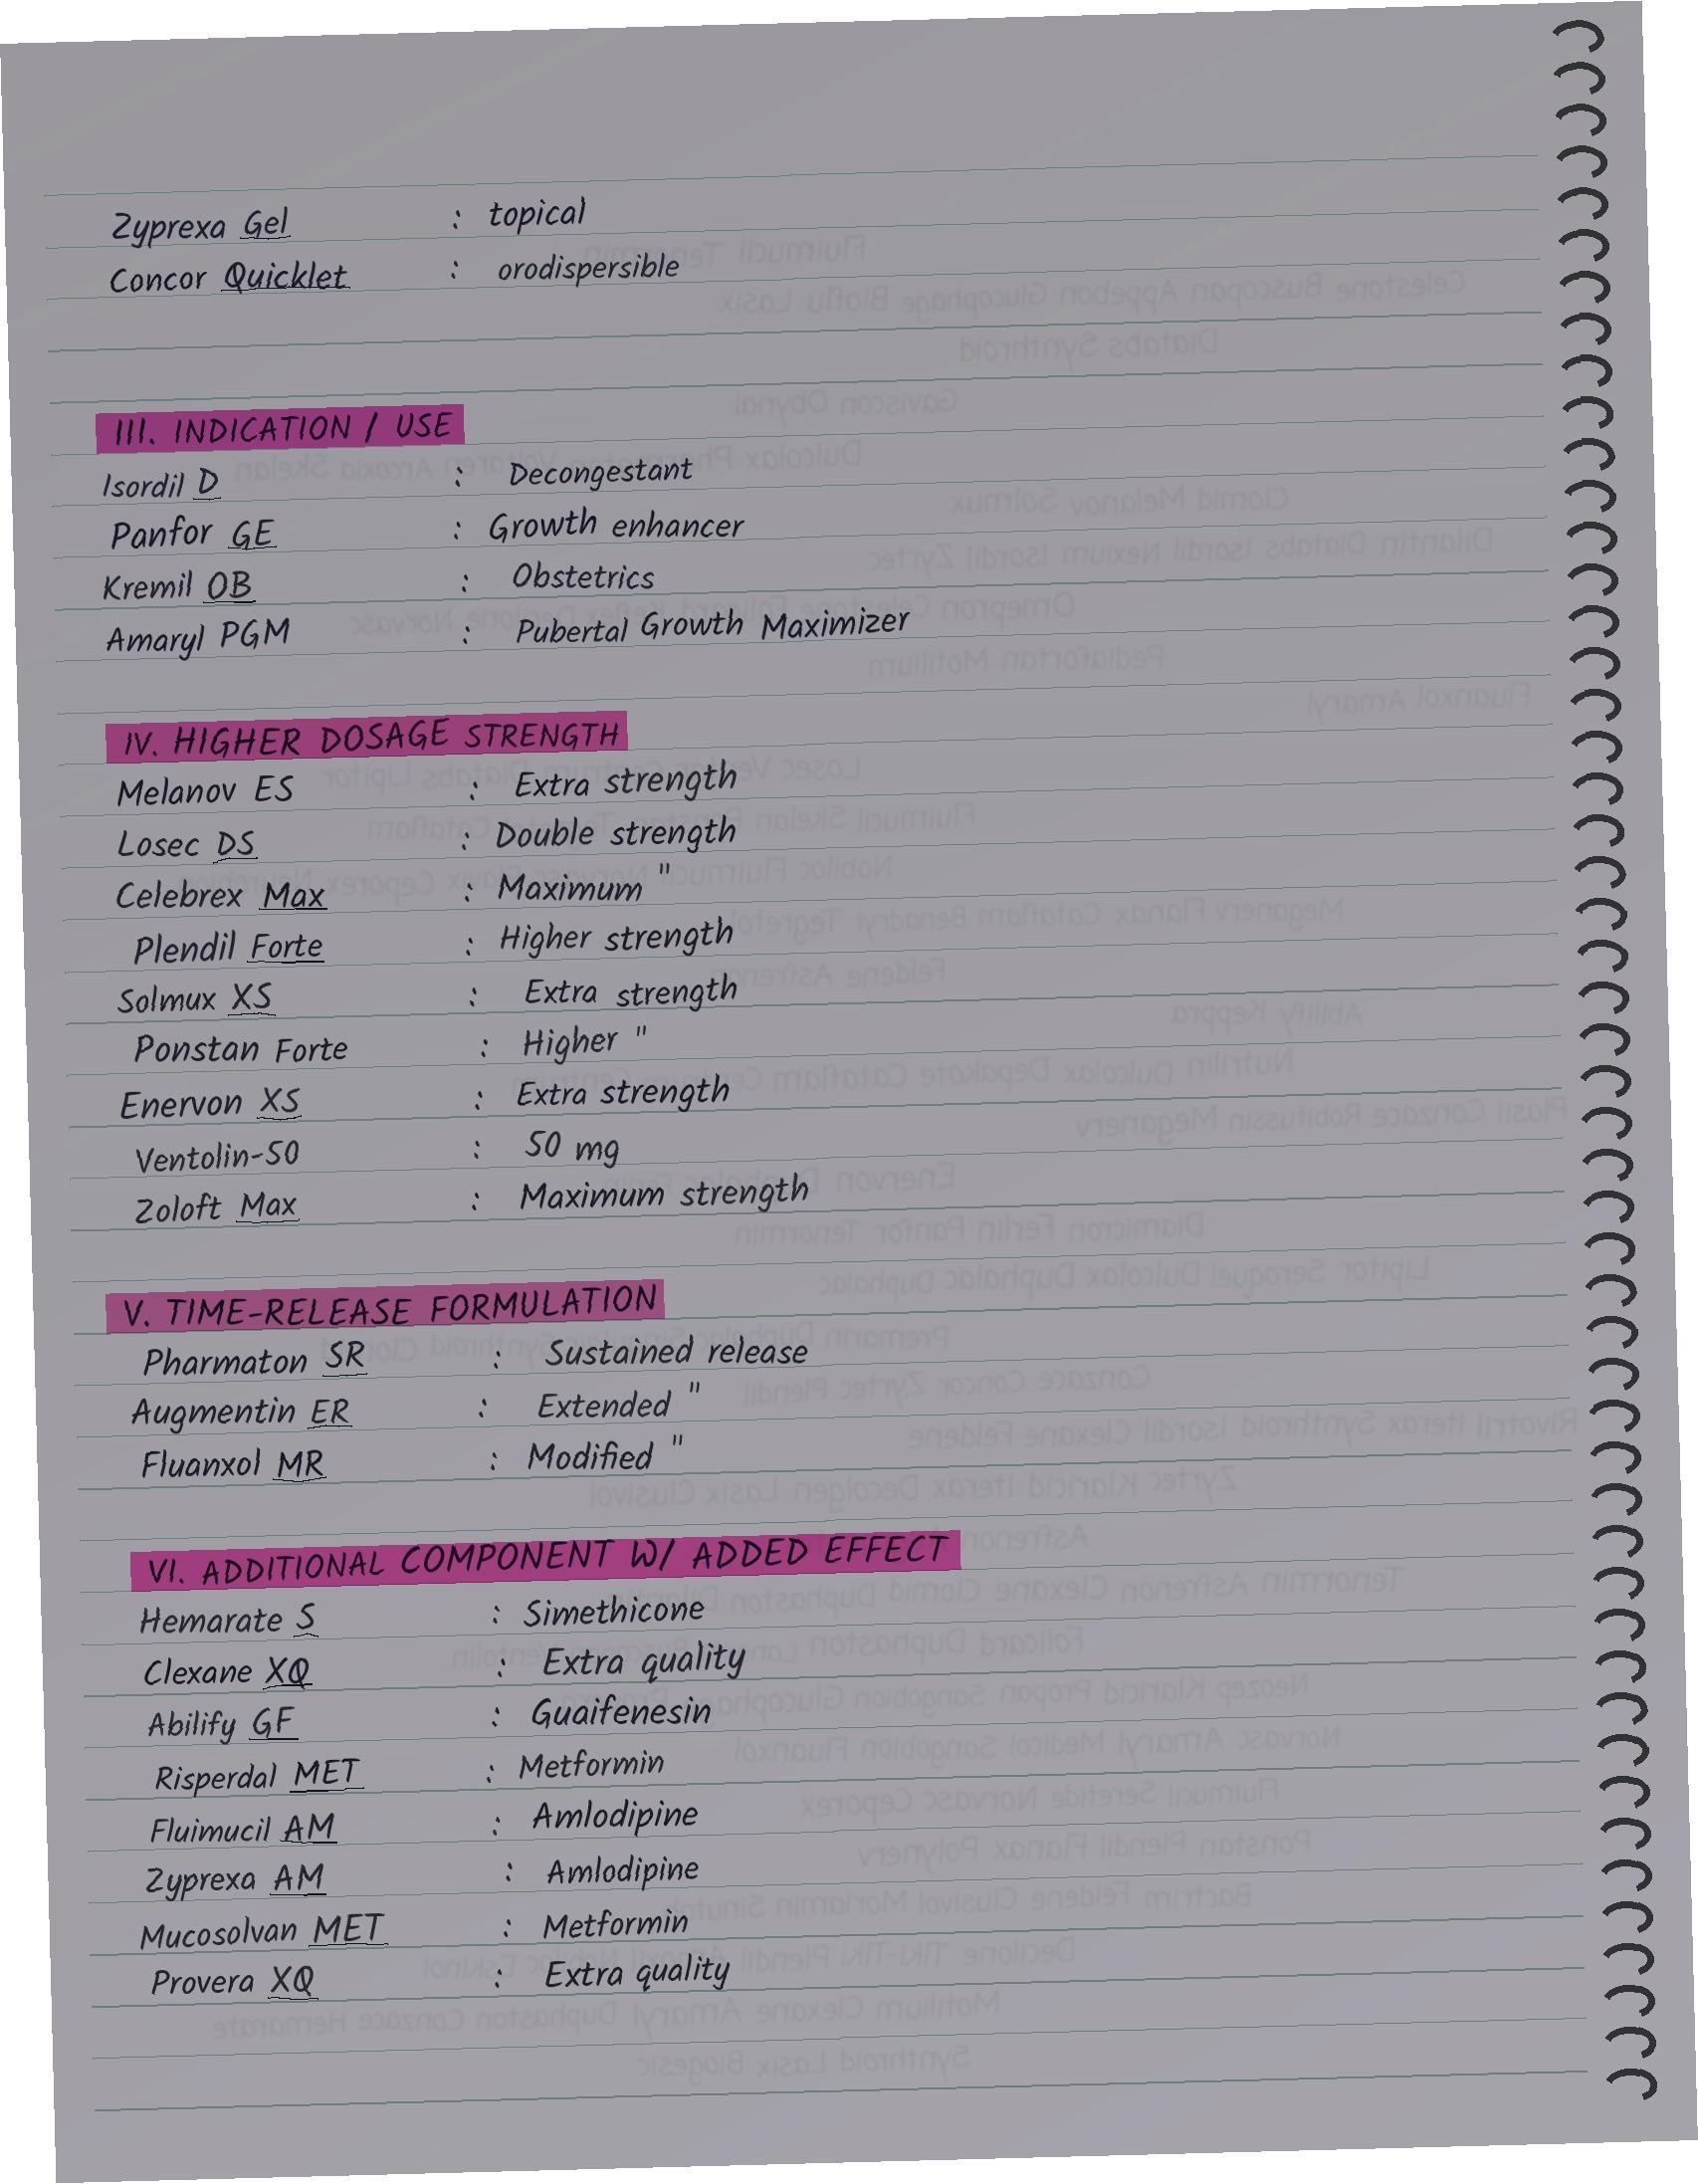 Zyprexa Gel : topical
Concor Quicklet : orodispersible
III. INDICATION / USE
Isordil D : Decongestant
Panfor GE : Growth enhancer
Kremil OB : Obstetrics
Amaryl PGM : Pubertal Growth Maximizer
IV. HIGHER DOSAGE STRENGTH
Melanov ES : Extra strength
Losec DS : Double strength
Celebrex Max : Maximum "
Plendil Forte : Higher strength
Solmux XS : Extra strength
Ponstan Forte : Higher "
Enervon XS : Extra strength
Ventolin-50 : 50 mg
Zoloft Max : Maximum strength
V. TIME-RELEASE FORMULATION
Pharmaton SR : Sustained release
Augmentin ER : Extended "
Fluanxol MR : Modified "
VI. ADDITIONAL COMPONENT W/ ADDED EFFECT
Hemarate S : Simethicone
Clexane XQ : Extra quality
Abilify GF : Guaifenesin
Risperdal MET : Metformin
Fluimucil AM : Amlodipine
Zyprexa AM : Amlodipine
Mucosolvan MET : Metformin
Provera XQ : Extra quality